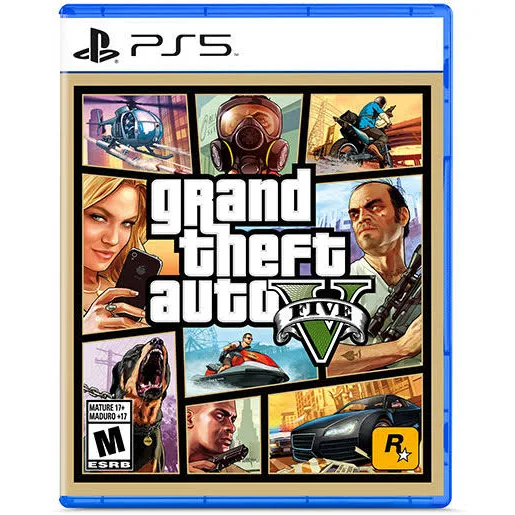 PS5
grand
theft
auto
V
FIVE
MATURE 17+
MADURO +17
M
ESRB
R